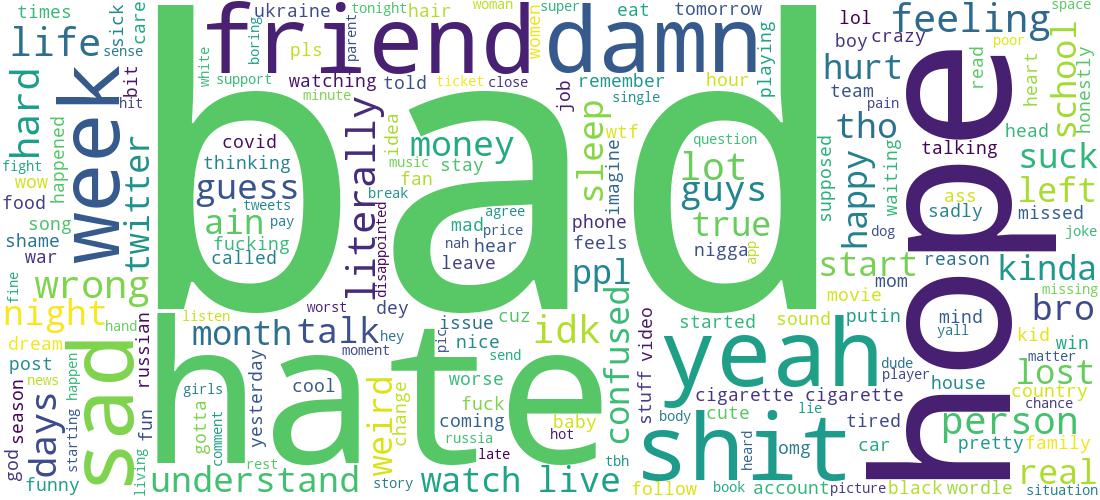 bad
hate
hope
friend
damn
shit
yeah
sad
week
literally
life
hard
twitter
wrong
night
month
talk
understand
watch live
weird
confused
idk
ppl
sleep
money
guess
ain
lot
guys
true
feeling
hurt
tho
happy
school
suck
left
kinda
start
bro
lost
person
real
days
times
sick
care
sense
bit
hit
happened
fight
wow
food
song
shame
war
fine
hand
dream
post
news
happen
russian
god
season
starting
funny
living
fun
ukraine
boring
white
pls
parent
tonight
hair
woman
super
women
eat
tomorrow
playing
support
watching
told
ticket
close
job
remember
hour
minute
single
covid
thinking
tweets
pay
fucking
called
idea
music
fan
stay
break
disappointed
mad
agree
price
nah
hear
leave
wtf
imagine
phone
feels
question
nigga
app
supposed
lol
boy
crazy
team
pain
waiting
dog
talking
read
poor
space
heart
honestly
head
ass
sadly
missed
joke
reason
mom
movie
missing
mind
yall
kid
win
matter
country
chance
house
dude
player
putin
sound
started
video
stuff
cigarette cigarette
cute
lie
body
tired
heard
omg
car
pretty
family
follow
book
account
picture
black
wordle
situation
listen
worst
dey
hey
moment
pic
issue
nice
cuz
send
worse
fuck
coming
russia
baby
hot
late
tbh
cool
girls
gotta
comment
yesterday
change
rest
story